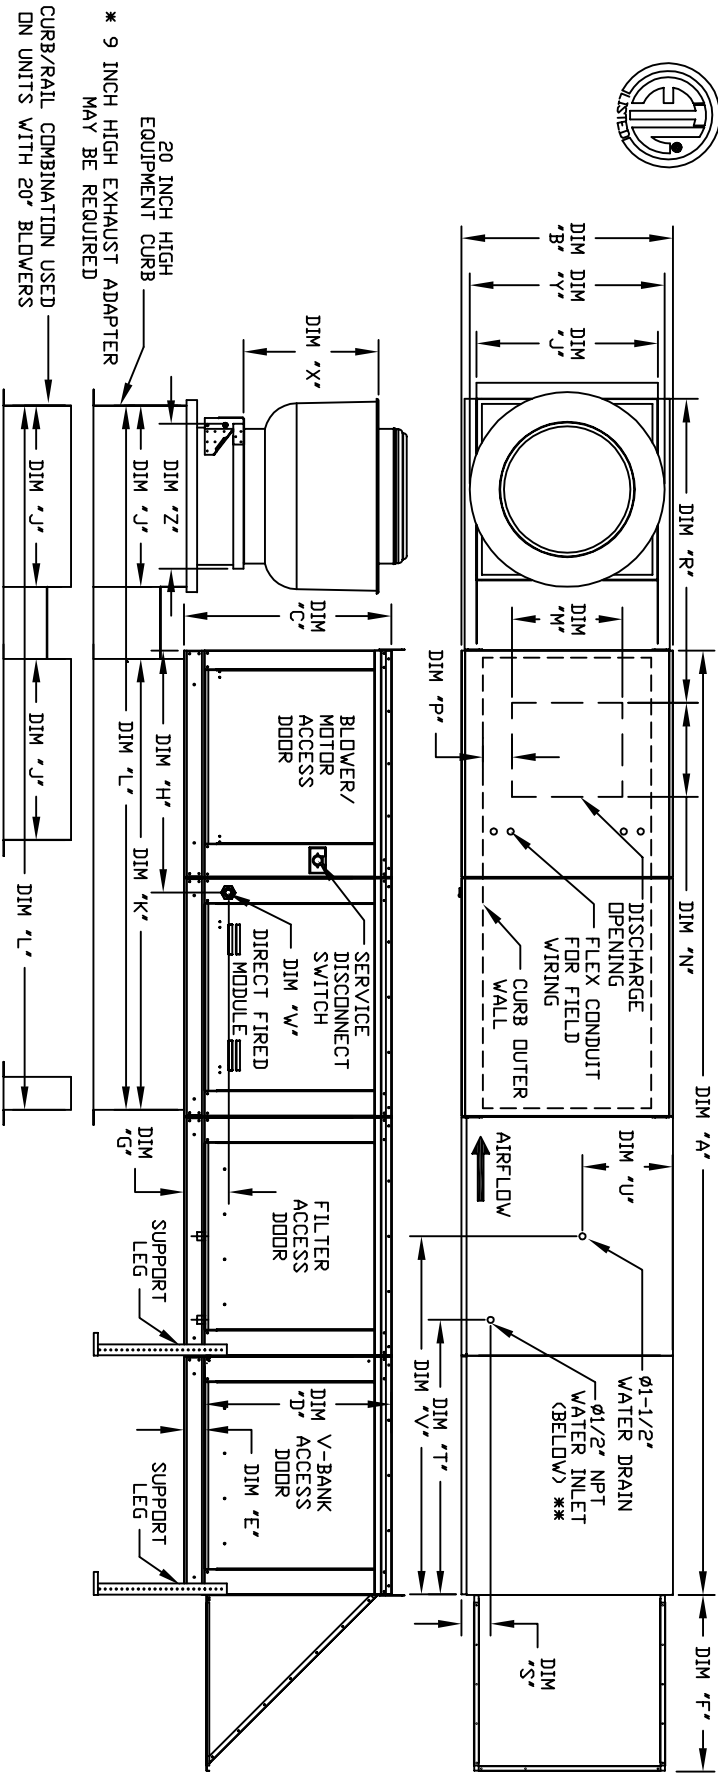 LISTED
DIM
"B"
DIM
"Y"
DIM
"J"
DIM "R"
DIM
"M"
DIM "P"
DIM "N"
DISCHARGE
OPENING
FLEX CONDUIT
FOR FIELD
WIRING
CURB OUTER
WALL
DIM "A"
AIRFLOW
DIM "U"
Ø1-1/2"
WATER DRAIN
Ø1/2" NPT
WATER INLET
(BELOW) **
DIM "T"
DIM "V"
DIM
"S"
DIM "F"
DIM "X"
DIM
"C"
DIM "Z"
BLOWER/
MOTOR
ACCESS
DOOR
SERVICE
DISCONNECT
SWITCH
DIM "W"
DIRECT FIRED
MODULE
FILTER
ACCESS
DOOR
DIM
"D"
V-BANK
ACCESS
DOOR
DIM "E"
DIM
"G"
SUPPORT
LEG
SUPPORT
LEG
20 INCH HIGH
EQUIPMENT CURB
* 9 INCH HIGH EXHAUST ADAPTER
MAY BE REQUIRED
DIM "J"
DIM "H"
DIM "K"
DIM "L"
CURB/RAIL COMBINATION USED
ON UNITS WITH 20" BLOWERS
DIM "J"
DIM "J"
DIM "L"